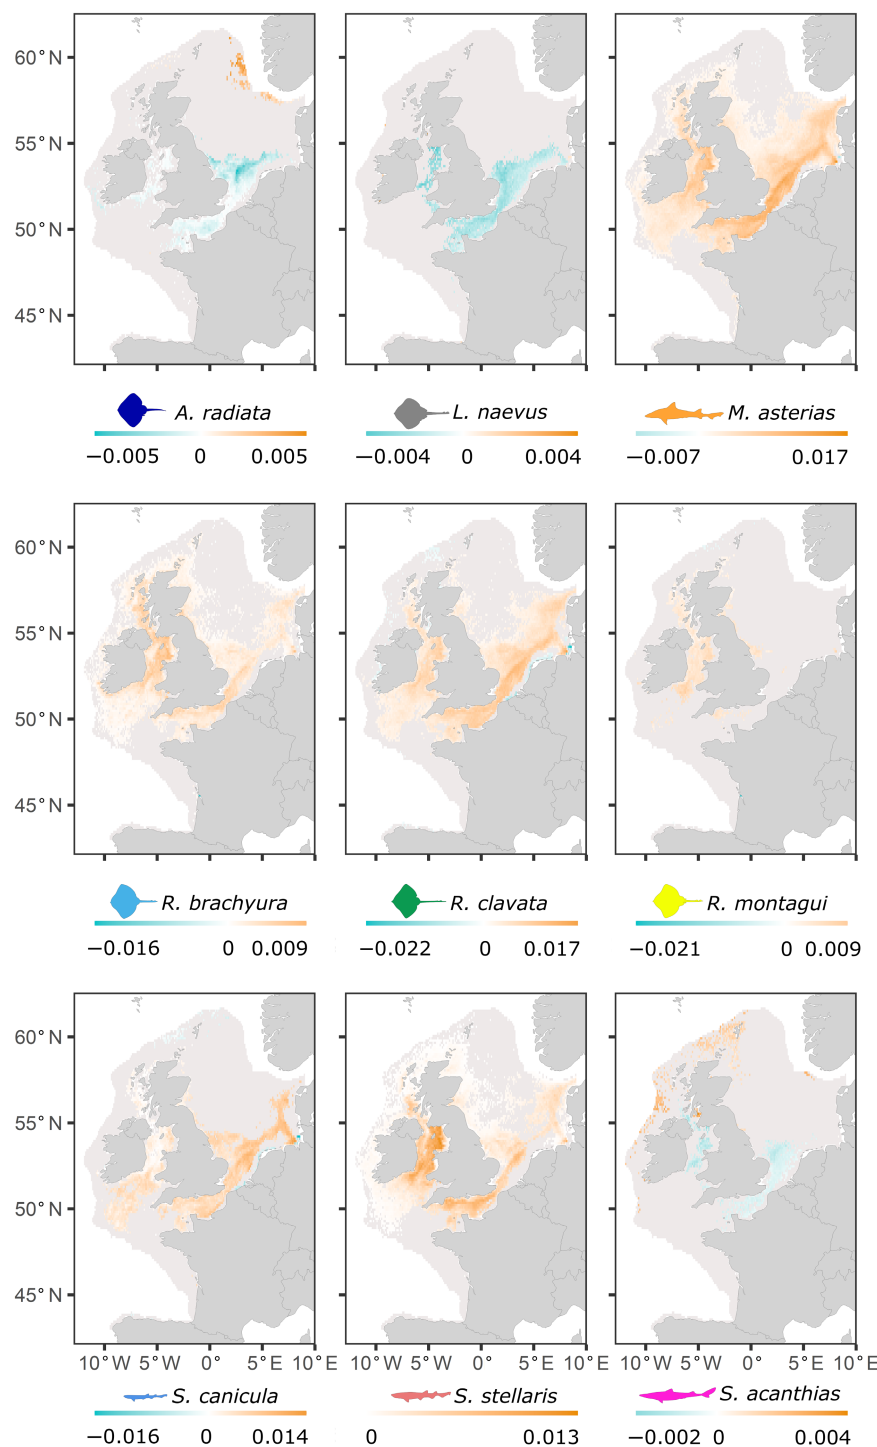 60° N
55° N
50° N
45° N
A. radiata L. naevus M. asterias
−0.005 0 0.005 −0.004 0 0.004 −0.007 0.017
60° N
55° N
50° N
45° N
R. brachyura R. clavata R. montagui
−0.016 0 0.009 −0.022 0 0.017 −0.021 0 0.009
60° N
55° N
50° N
45° N
10° W 5° W 0° 5° E 10° E 10° W 5° W 0° 5° E 10° E 10° W 5° W 0° 5° E 10° E
S. canicula S. stellaris S. acanthias
−0.016 0 0.014 0 0.013 −0.002 0 0.004